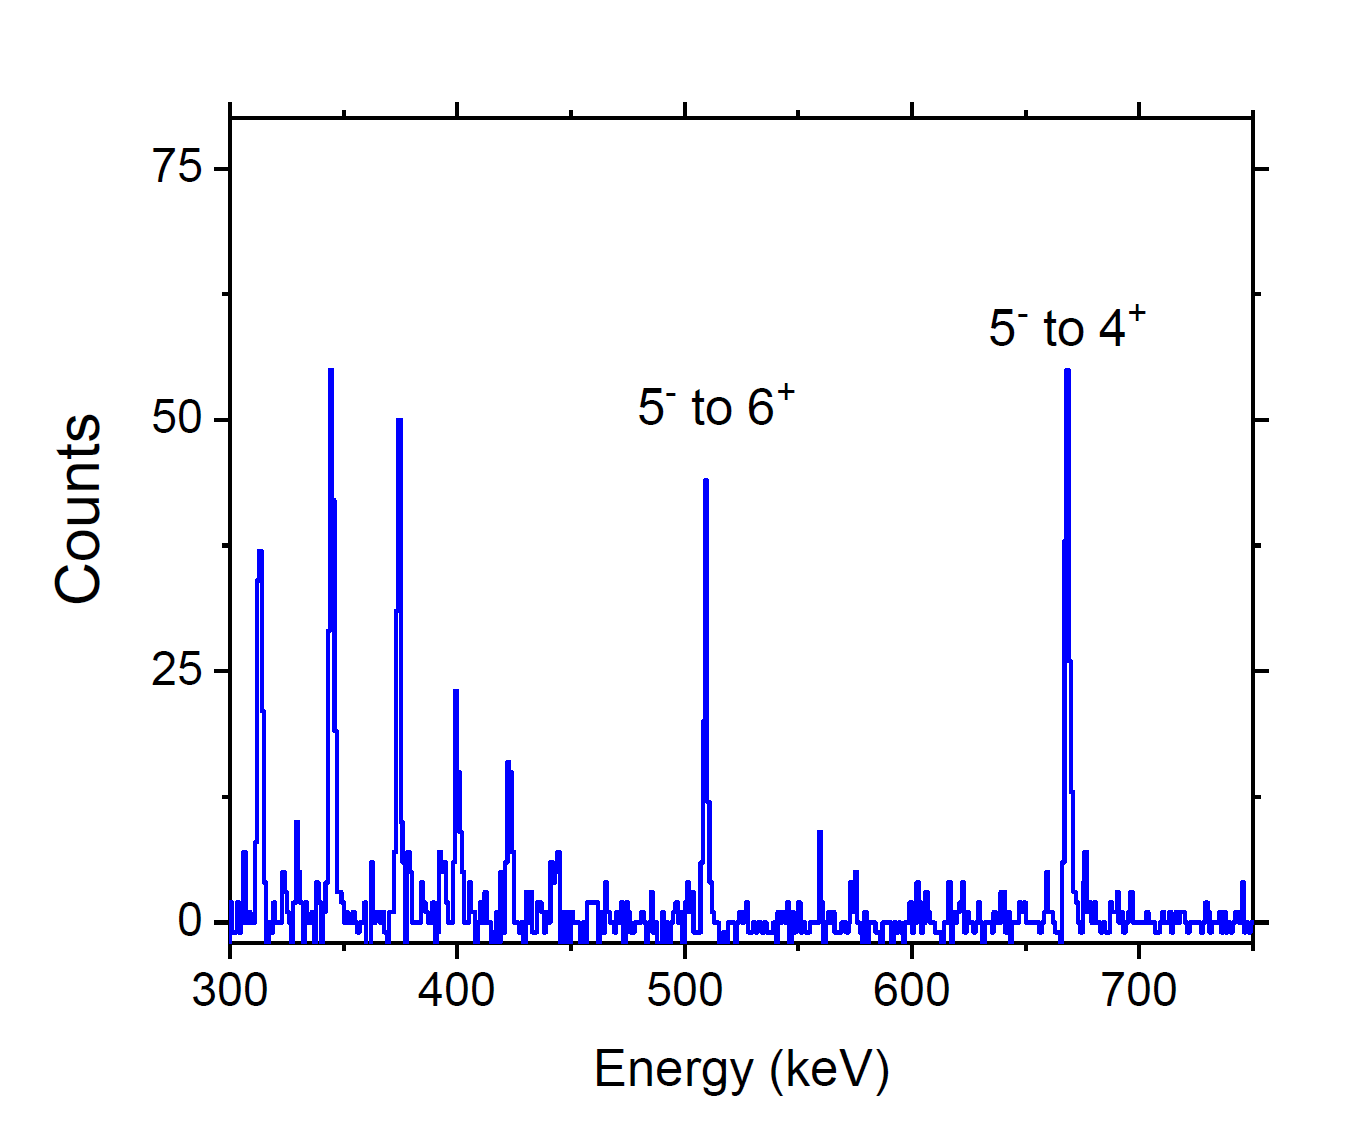 75
5⁻ to 4⁺
50
5⁻ to 6⁺
Counts
25
0
300 400 500 600 700
Energy (keV)